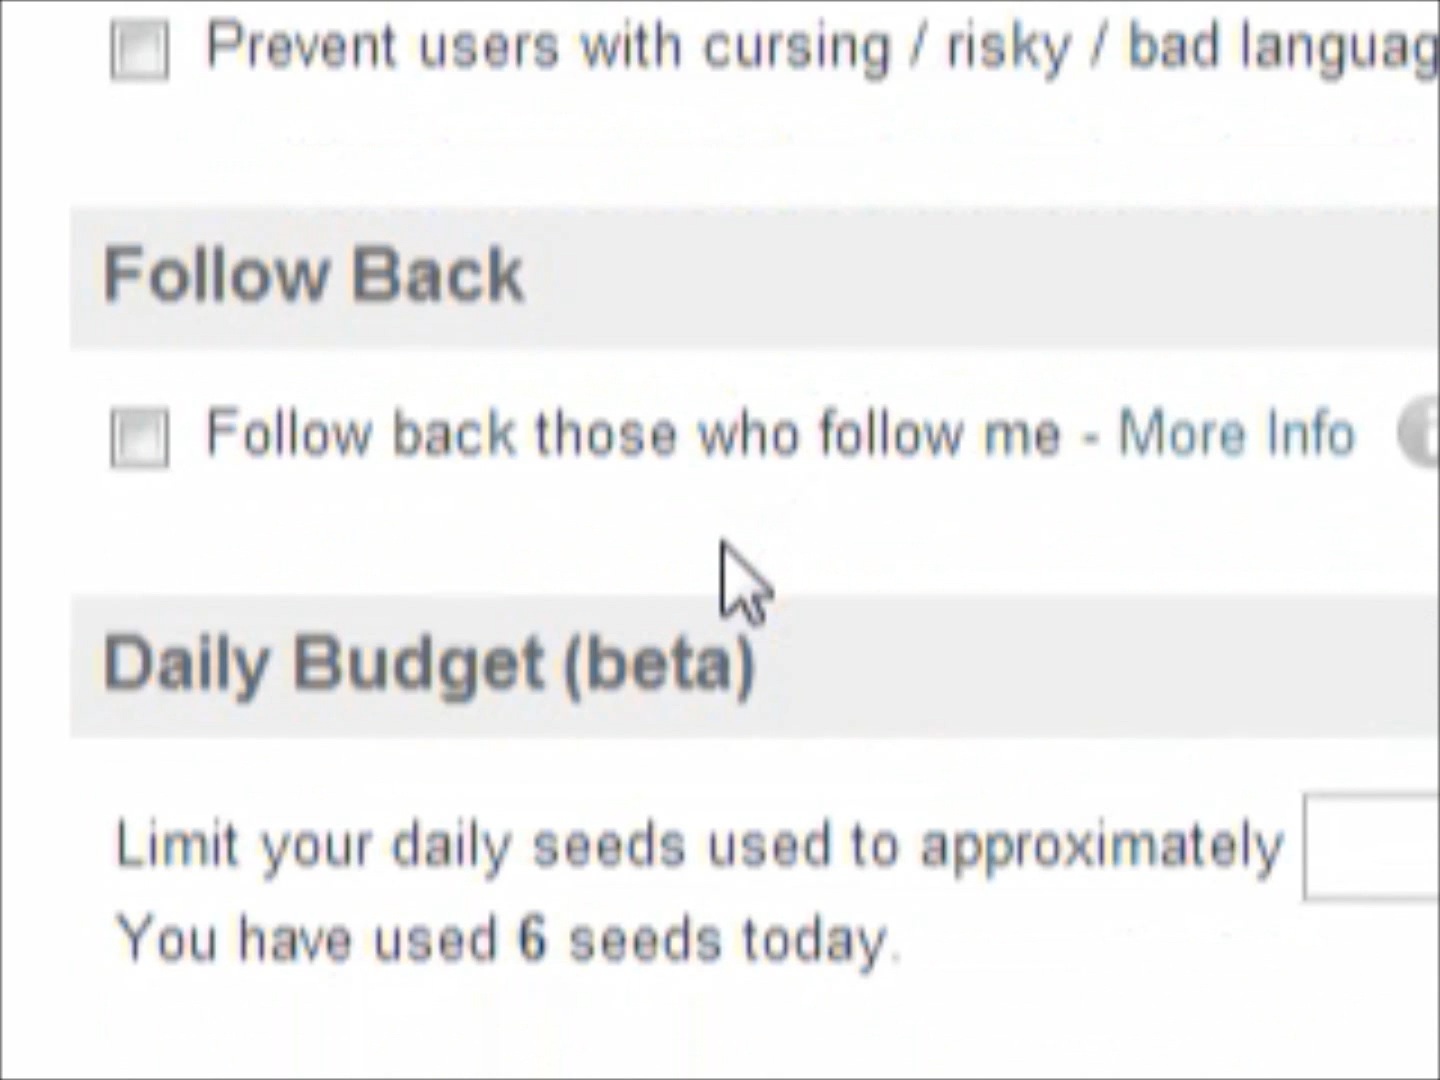 Prevent users with cursing / risky / bad languag
Follow Back
Follow back those who follow me - More Info
Daily Budget (beta)
Limit your daily seeds used to approximately
You have used 6 seeds today.